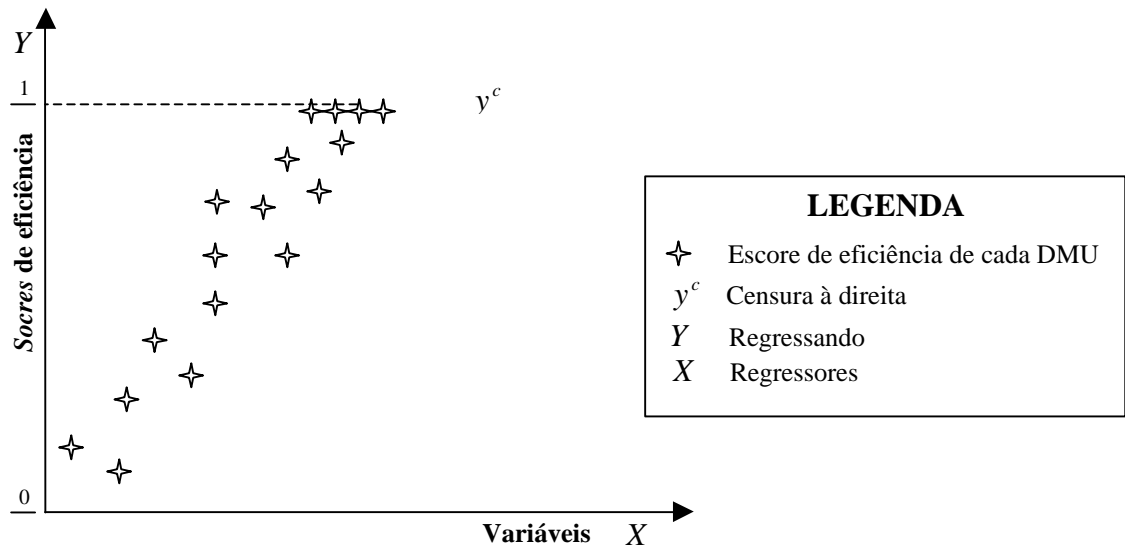 Y
1
y^c
Socres de eficiência
0
Variáveis X
LEGENDA
Escore de eficiência de cada DMU
y^c Censura à direita
Y Regressando
X Regressores